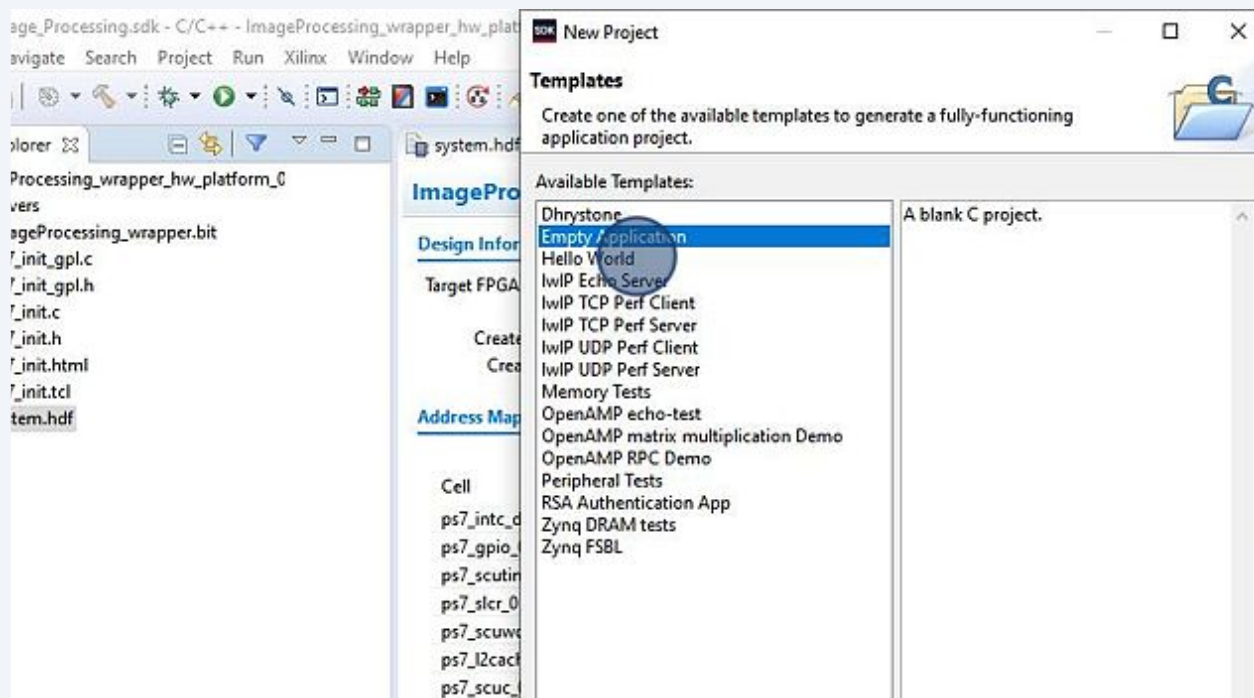 age_Processing.sdk - C/C++ - ImageProcessing_wrapper_hw_plat
avigate Search Project Run Xilinx Window Help
plorer
Processing_wrapper_hw_platform_0
vers
ageProcessing_wrapper.bit
7_init_gpl.c
7_init_gpl.h
7_init.c
7_init.h
7_init.html
7_init.tcl
tem.hdf
system.hdf
ImagePro
Design Infor
Target FPGA
Create
Crea
Address Map
Cell
ps7_intc_d
ps7_gpio_0
ps7_scutin
ps7_slcr_0
ps7_scuwd
ps7_l2cach
ps7_scuc_0
SDK New Project
Templates
Create one of the available templates to generate a fully-functioning
application project.
Available Templates:
Dhrystone
Empty Application
Hello World
lwIP Echo Server
lwIP TCP Perf Client
lwIP TCP Perf Server
lwIP UDP Perf Client
lwIP UDP Perf Server
Memory Tests
OpenAMP echo-test
OpenAMP matrix multiplication Demo
OpenAMP RPC Demo
Peripheral Tests
RSA Authentication App
Zynq DRAM tests
Zynq FSBL
A blank C project.